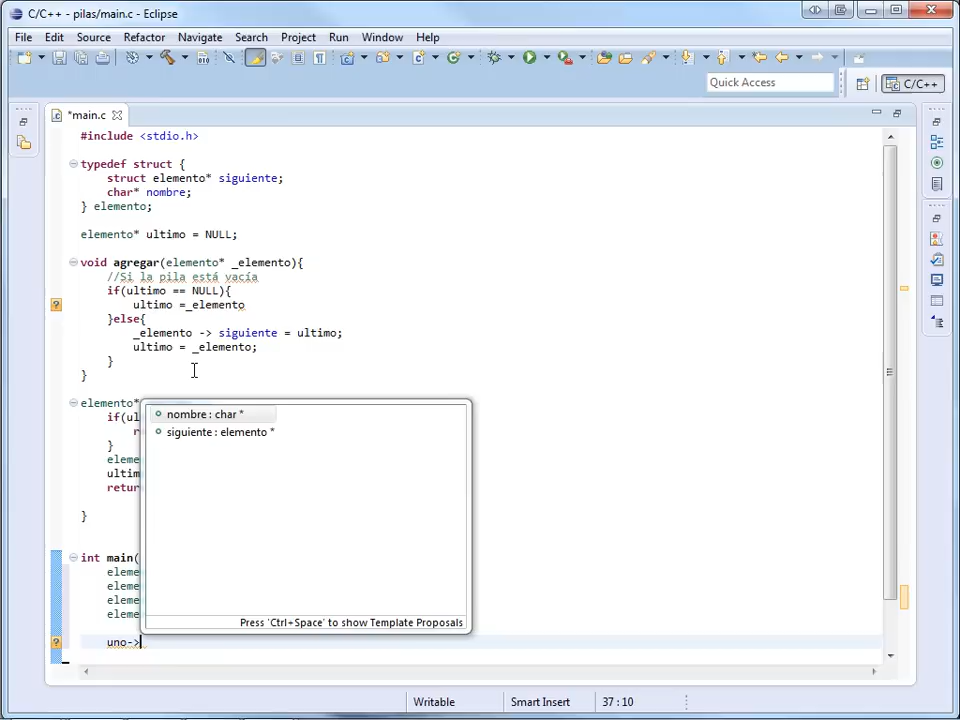 C/C++ - pilas/main.c - Eclipse
File Edit Source Refactor Navigate Search Project Run Window Help
Quick Access
C/C++
*main.c
#include <stdio.h>
typedef struct {
struct elemento* siguiente;
char* nombre;
} elemento;
elemento* ultimo = NULL;
void agregar(elemento* _elemento){
//Si la pila está vacía
if(ultimo == NULL){
ultimo =_elemento
}else{
_elemento -> siguiente = ultimo;
ultimo = _elemento;
}
}
elemento*
if(ul
nombre : char *
siguiente : elemento *
}
eleme
ultim
retur
}
int main(
eleme
eleme
eleme
eleme
Press 'Ctrl+Space' to show Template Proposals
uno->
Writable Smart Insert 37 : 10